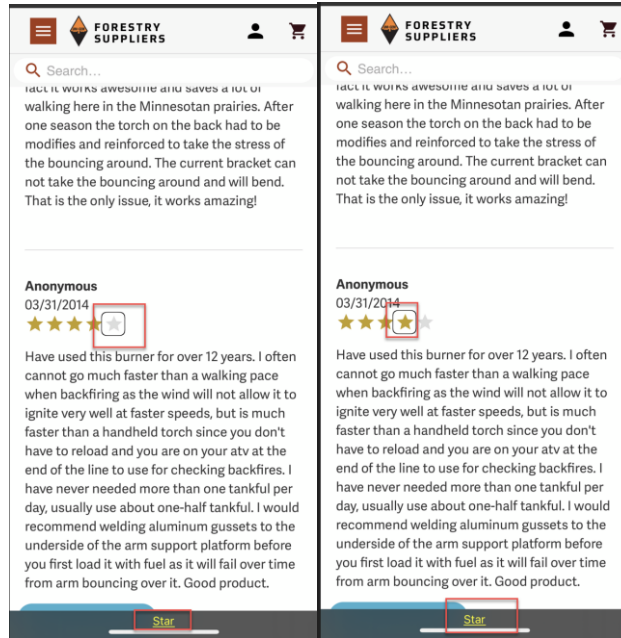 FORESTRY
SUPPLIERS
Search...
fact it works awesome and saves a lot of
walking here in the Minnesotan prairies. After
one season the torch on the back had to be
modifies and reinforced to take the stress of
the bouncing around. The current bracket can
not take the bouncing around and will bend.
That is the only issue, it works amazing!
Anonymous
03/31/2014
Have used this burner for over 12 years. I often
cannot go much faster than a walking pace
when backfiring as the wind will not allow it to
ignite very well at faster speeds, but is much
faster than a handheld torch since you don't
have to reload and you are on your atv at the
end of the line to use for checking backfires. I
have never needed more than one tankful per
day, usually use about one-half tankful. I would
recommend welding aluminum gussets to the
underside of the arm support platform before
you first load it with fuel as it will fail over time
from arm bouncing over it. Good product.
Star
FORESTRY
SUPPLIERS
Search...
fact it works awesome and saves a lot of
walking here in the Minnesotan prairies. After
one season the torch on the back had to be
modifies and reinforced to take the stress of
the bouncing around. The current bracket can
not take the bouncing around and will bend.
That is the only issue, it works amazing!
Anonymous
03/31/2014
Have used this burner for over 12 years. I often
cannot go much faster than a walking pace
when backfiring as the wind will not allow it to
ignite very well at faster speeds, but is much
faster than a handheld torch since you don't
have to reload and you are on your atv at the
end of the line to use for checking backfires. I
have never needed more than one tankful per
day, usually use about one-half tankful. I would
recommend welding aluminum gussets to the
underside of the arm support platform before
you first load it with fuel as it will fail over time
from arm bouncing over it. Good product.
Star